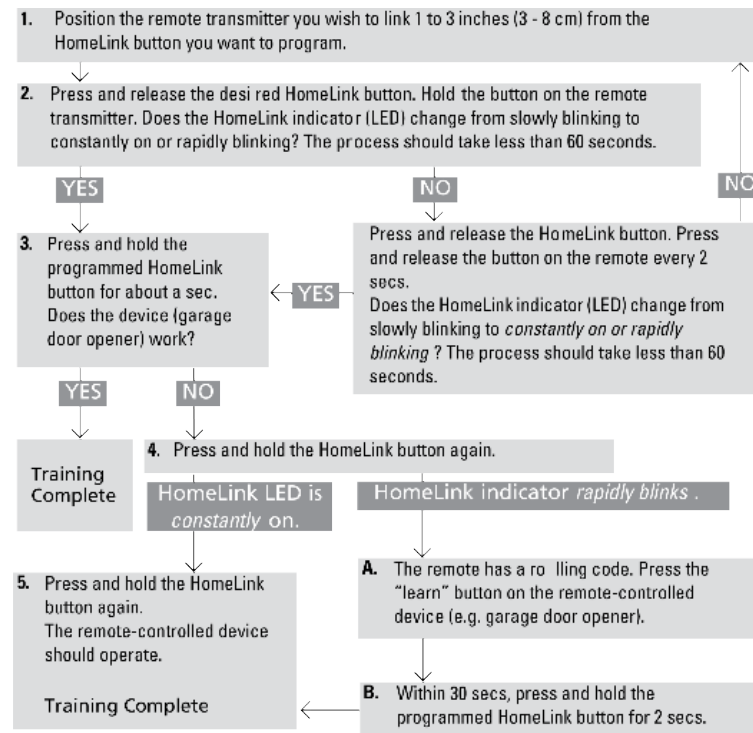 1. Position the remote transmitter you wish to link 1 to 3 inches (3 - 8 cm) from the
HomeLink button you want to program.
2. Press and release the desi red HomeLink button. Hold the button on the remote
transmitter. Does the HomeLink indicator (LED) change from slowly blinking to
constantly on or rapidly blinking? The process should take less than 60 seconds.
YES
NO
NO
3. Press and hold the
programmed HomeLink
button for about a sec.
Does the device (garage
door opener) work?
YES
Press and release the HomeLink button. Press
and release the button on the remote every 2
secs.
Does the HomeLink indicator (LED) change from
slowly blinking to constantly on or rapidly
blinking ? The process should take less than 60
seconds.
YES
NO
Training
Complete
4. Press and hold the HomeLink button again.
HomeLink LED is
constantly on.
HomeLink indicator rapidly blinks .
5. Press and hold the HomeLink
button again.
The remote-controlled device
should operate.
Training Complete
A. The remote has a ro lling code. Press the
"learn" button on the remote-controlled
device (e.g. garage door opener).
B. Within 30 secs, press and hold the
programmed HomeLink button for 2 secs.